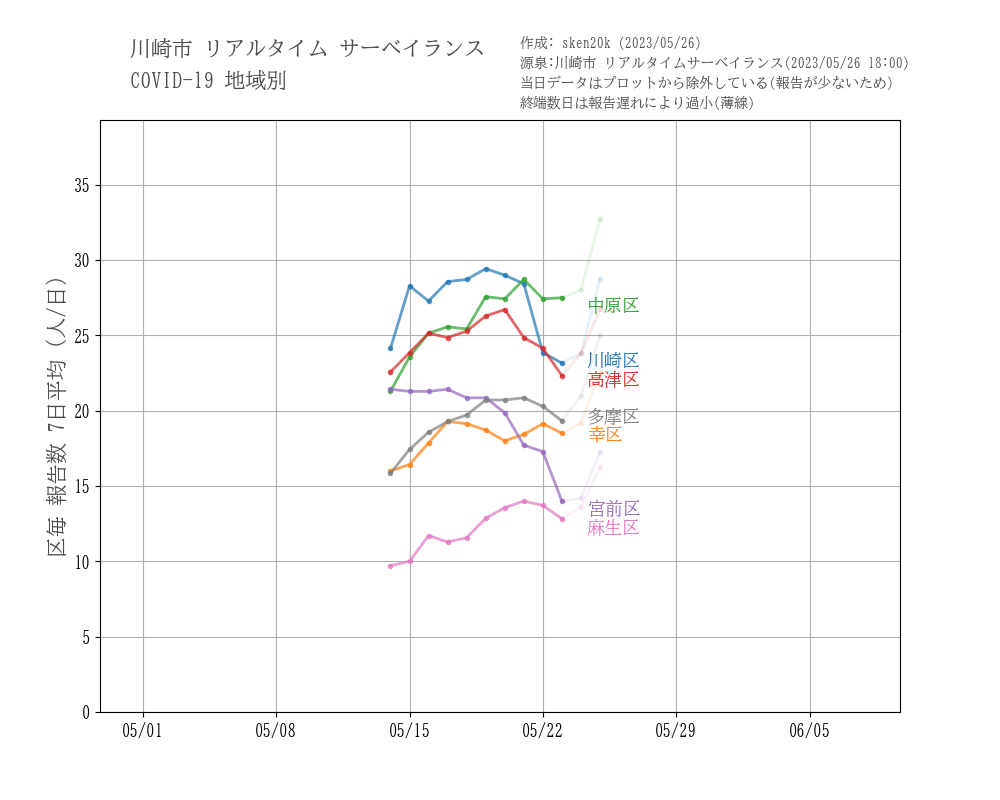 川崎市 リアルタイム サーベイランス
COVID-19 地域別
作成: sken20k (2023/05/26)
源泉:川崎市 リアルタイムサーベイランス(2023/05/26 18:00)
当日データはプロットから除外している(報告が少ないため)
終端数日は報告遅れにより過小(薄線)
区毎 報告数 7日平均 (人/日)
35
30
25
20
15
10
5
0
中原区
川崎区
高津区
多摩区
幸区
宮前区
麻生区
05/01 05/08 05/15 05/22 05/29 06/05